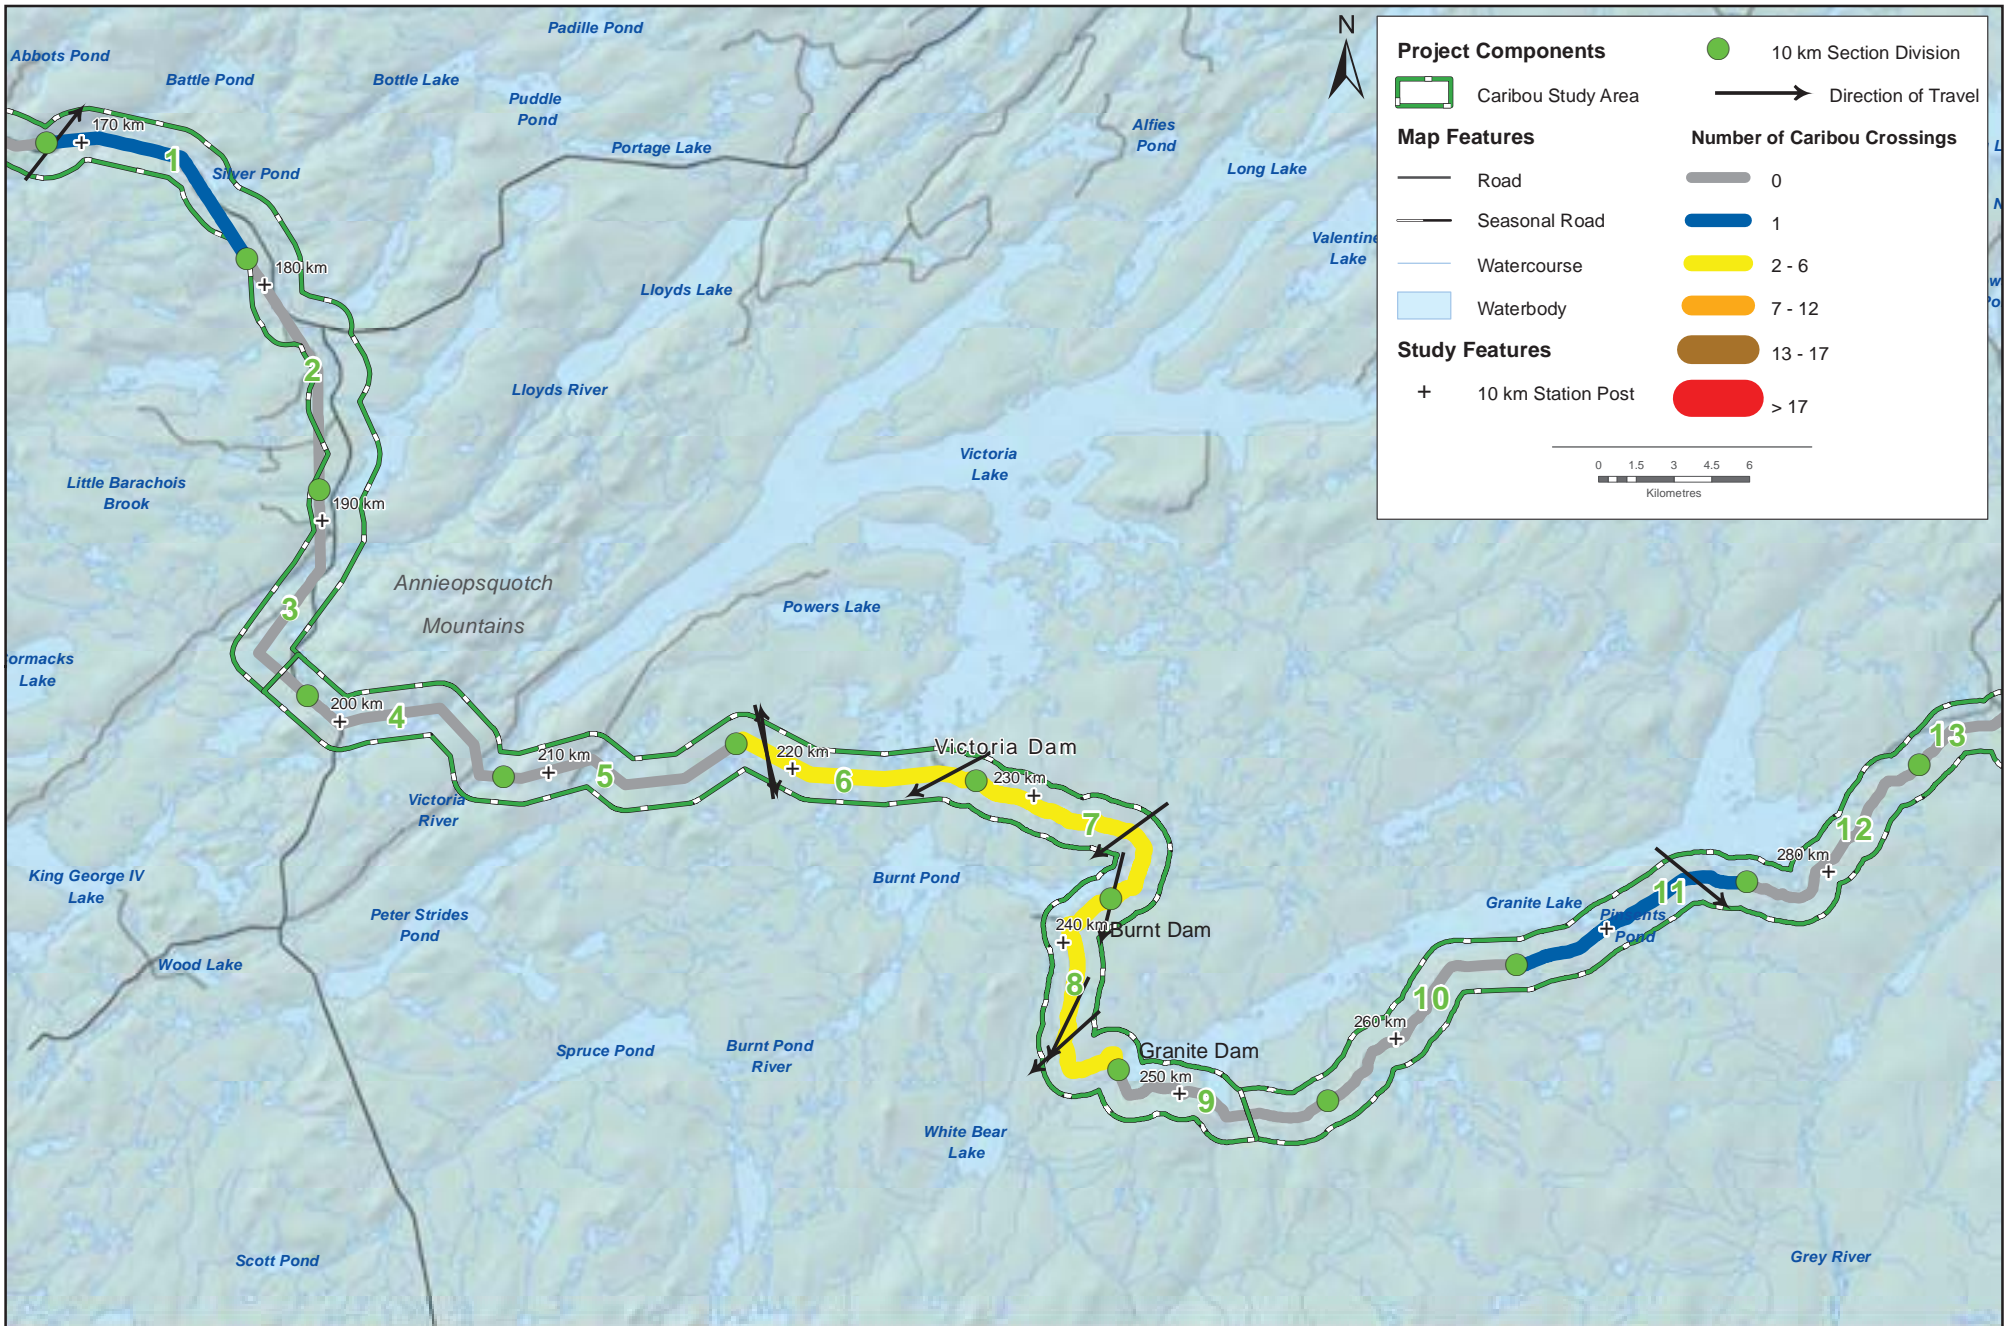 Padille Pond
Abbots Pond
Battle Pond
Bottle Lake
Puddle
Pond
Portage Lake
Alfies
Pond
Long Lake
Valentine
Lake
170 km
1
Silver Pond
180 km
Lloyds Lake
2
Lloyds River
Victoria
Lake
Little Barachois
Brook
190 km
Annieopsquotch
Mountains
3
Powers Lake
ormacks
Lake
200 km
4
210 km
5
220 km
6
Victoria Dam
230 km
7
Victoria
River
King George IV
Lake
Burnt Pond
Peter Strides
Pond
240 km
Burnt Dam
8
Wood Lake
Spruce Pond
Burnt Pond
River
Granite Dam
250 km
9
White Bear
Lake
260 km
10
Granite Lake
11
Pond
280 km
12
13
Scott Pond
Grey River
N
Project Components
10 km Section Division
Caribou Study Area
Direction of Travel
Map Features
Number of Caribou Crossings
Road
0
Seasonal Road
1
Watercourse
2 - 6
Waterbody
7 - 12
Study Features
13 - 17
10 km Station Post
> 17
0 1.5 3 4.5 6
Kilometres